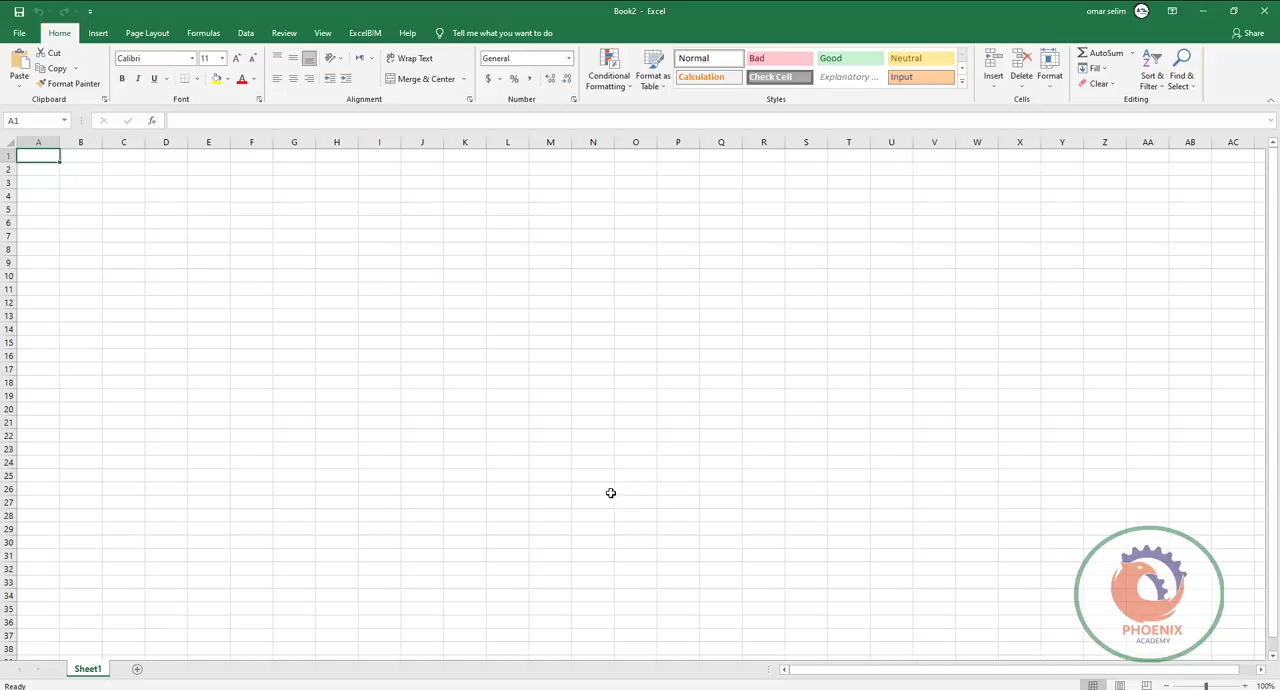 Book2 - Excel
omar selim
File Home Insert Page Layout Formulas Data Review View ExcelBIM Help Tell me what you want to do
Share
Paste
Cut
Copy
Format Painter
Clipboard
Calibri 11
B I U
Font
Wrap Text
Merge & Center
Alignment
General
$ % ,
Number
Conditional
Formatting
Format as
Table
Normal Bad Good Neutral
Calculation Check Cell Explanatory ... Input
Styles
Insert Delete Format
Cells
AutoSum
Fill
Clear
Sort &
Filter
Find &
Select
Editing
A1
fx
A B C D E F G H I J K L M N O P Q R S T U V W X Y Z AA AB AC
1
2
3
4
5
6
7
8
9
10
11
12
13
14
15
16
17
18
19
20
21
22
23
24
25
26
27
28
29
30
31
32
33
34
35
36
37
38
PHOENIX
ACADEMY
Sheet1
Ready
100%